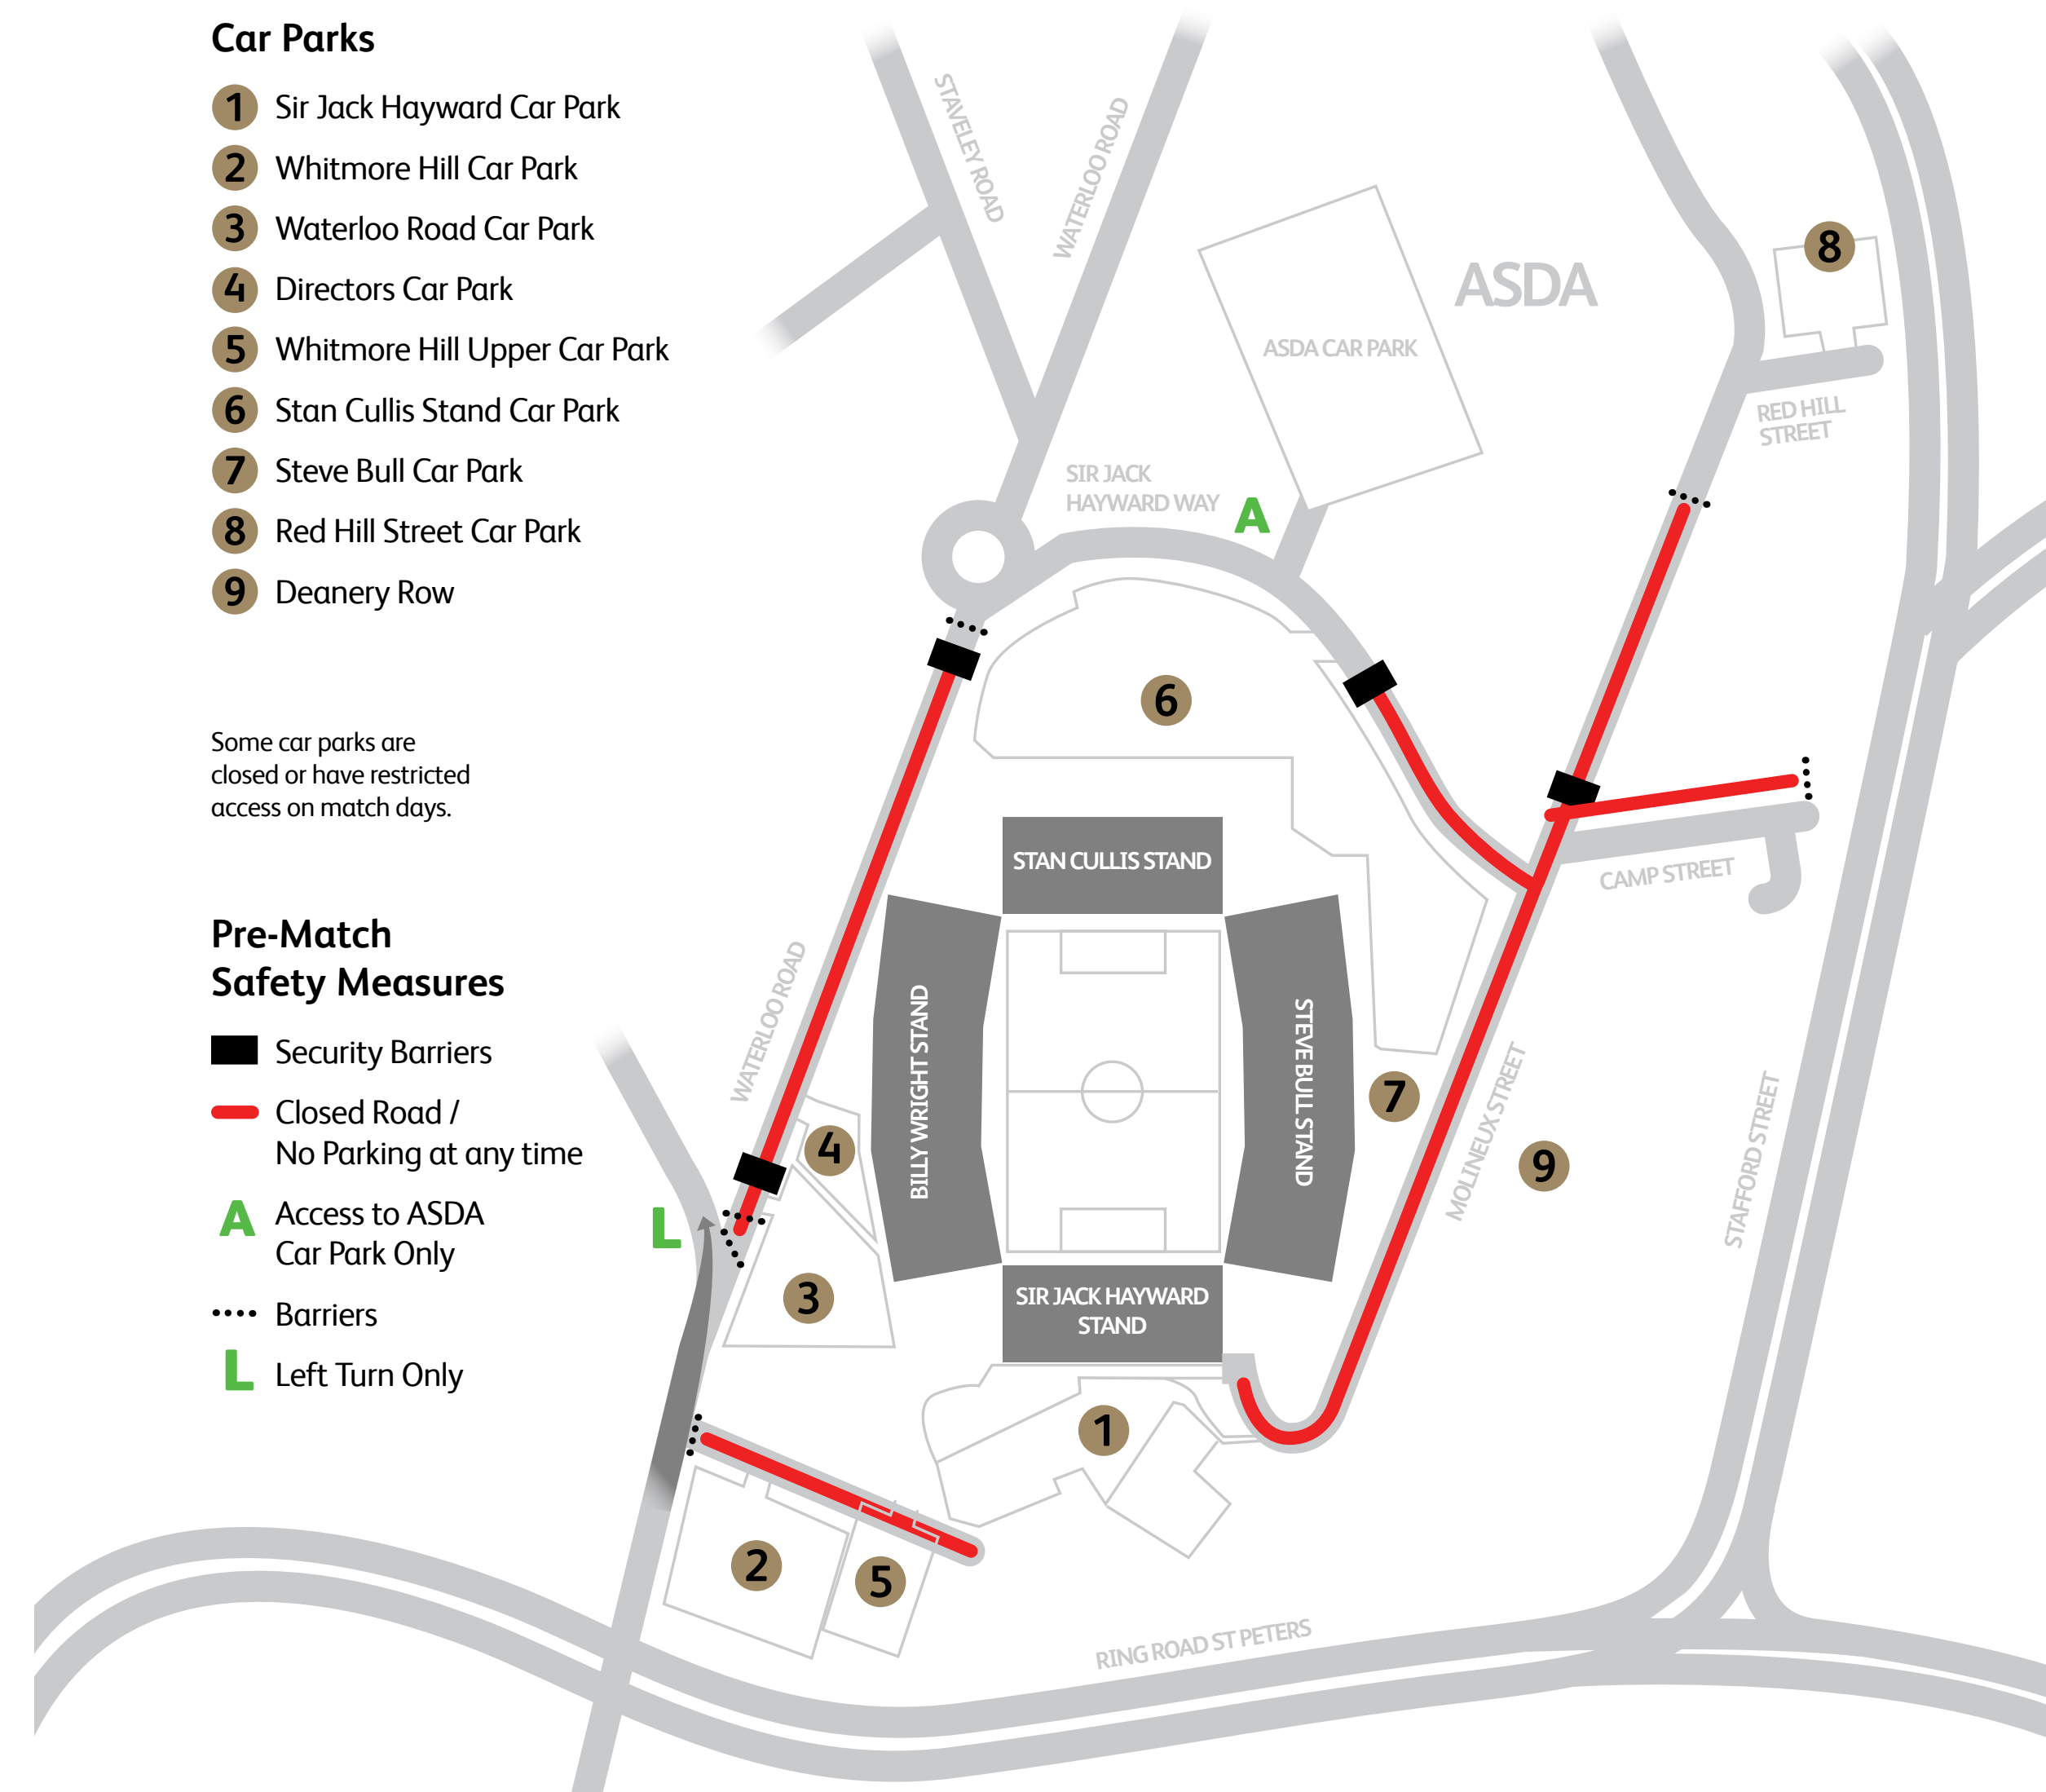 Car Parks
1 Sir Jack Hayward Car Park
2 Whitmore Hill Car Park
3 Waterloo Road Car Park
4 Directors Car Park
5 Whitmore Hill Upper Car Park
6 Stan Cullis Stand Car Park
7 Steve Bull Car Park
8 Red Hill Street Car Park
9 Deanery Row
Some car parks are
closed or have restricted
access on match days.
Pre-Match
Safety Measures
Security Barriers
Closed Road /
No Parking at any time
A Access to ASDA
Car Park Only
Barriers
L Left Turn Only
STAVELEY ROAD
WATERLOO ROAD
ASDA
ASDA CAR PARK
8
RED HILL
STREET
SIR JACK
HAYWARD WAY
A
6
CAMP STREET
STAN CULLIS STAND
WATERLOO ROAD
BILLY WRIGHT STAND
STEVE BULL STAND
7
MOLINEUX STREET
9
STAFFORD STREET
4
L
3
SIR JACK HAYWARD
STAND
1
2
5
RING ROAD ST PETERS